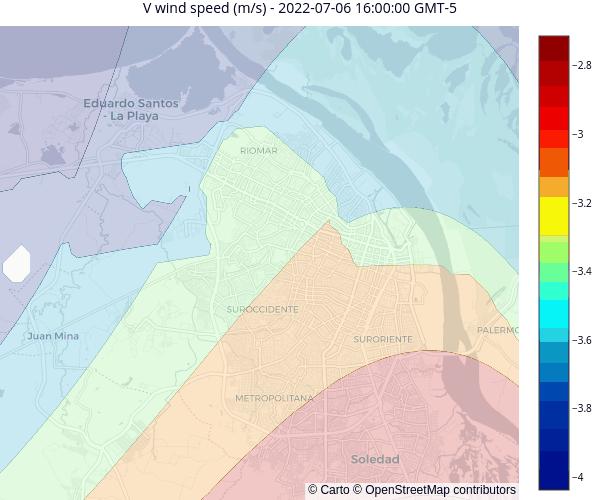 V wind speed (m/s) - 2022-07-06 16:00:00 GMT-5
Eduardo Santos
- La Playa
RIOMAR
SUROCCIDENTE
Juan Mina
SURORIENTE
PALERMO
METROPOLITANA
Soledad
© Carto © OpenStreetMap contributors
−2.8
−3
−3.2
−3.4
−3.6
−3.8
−4